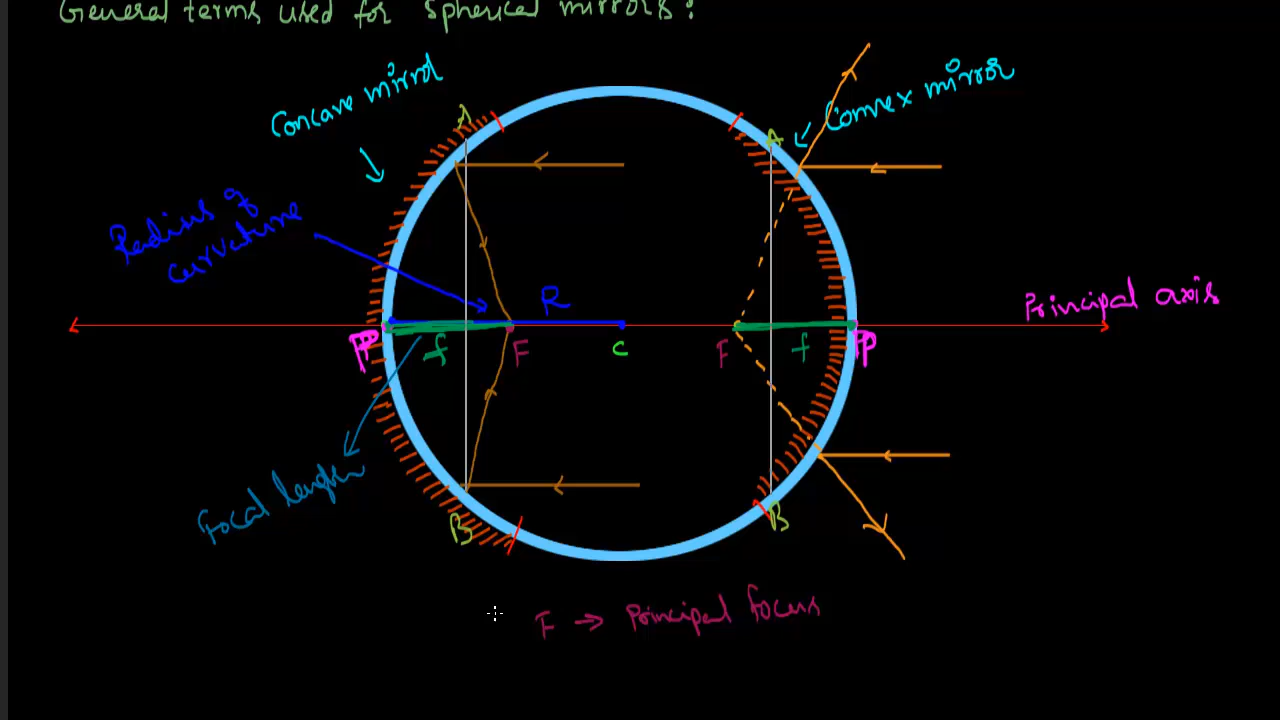 General terms used for spherical mirrors:
Concave mirror
Convex mirror
A
A
Radius of
curvature
R
Principal axis
P
f
F
C
F
f
P
Focal length
B
B
F → Principal focus